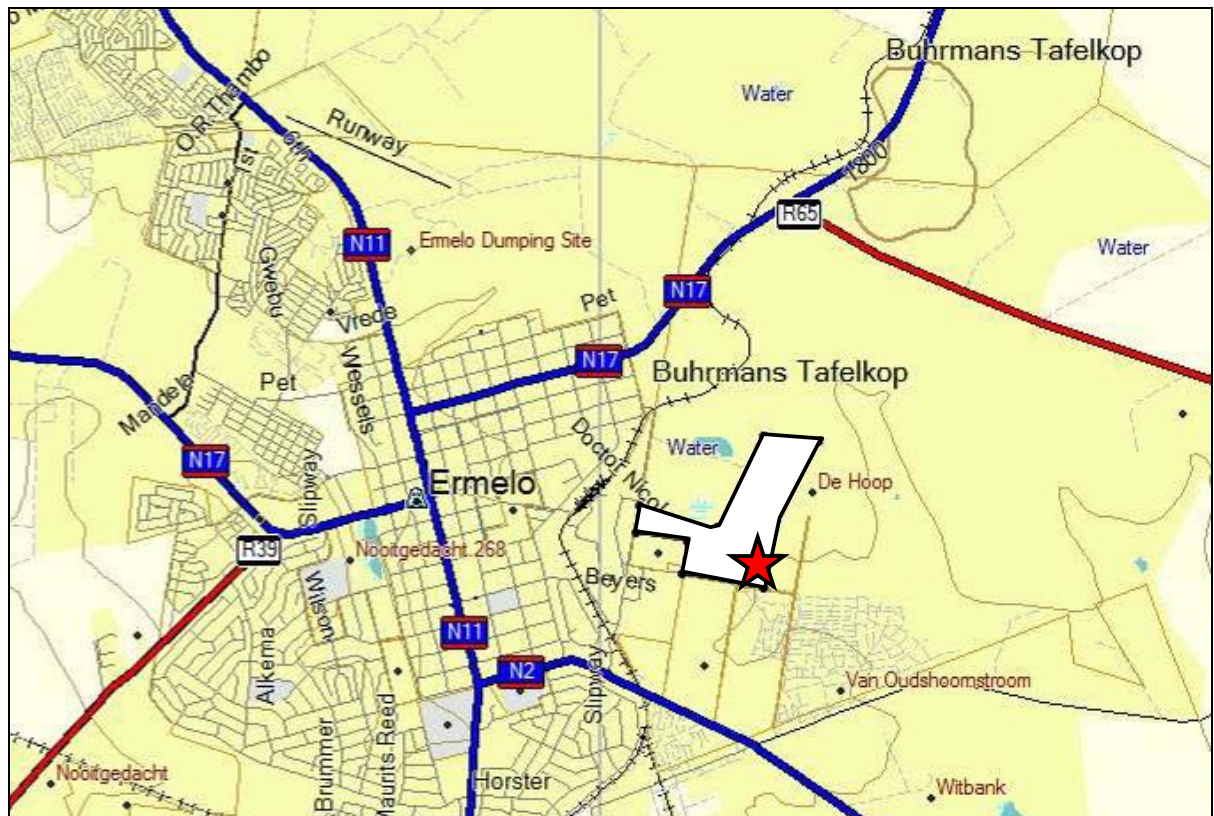 Buhrmans Tafelkop
Water
O.R.Thambo
Runway
6th
1st
1800
R65
N11
Ermelo Dumping Site
Water
Gwebu
N17
Pet
Vrede
N17
Buhrmans Tafelkop
Wessels
Pet
Mandela
Doctor Nicol
Water
N17
Slipway
Ermelo
De Hoop
R39
Nooitgedacht 268
Beyers
Wilson
N11
N2
Alkema
Slipway
Van Oudshoornstroom
Maurits Reed
Brummer
Horster
Nooitgedacht
Witbank